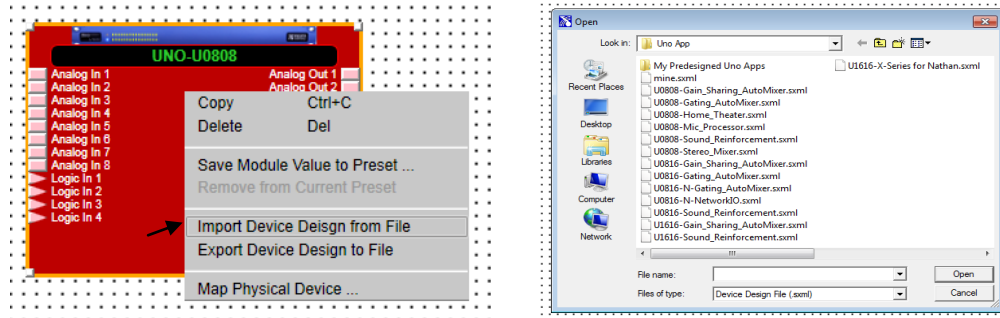 UNO-U0808
Analog In 1
Analog In 2
Analog In 3
Analog In 4
Analog In 5
Analog In 6
Analog In 7
Analog In 8
Logic In 1
Logic In 2
Logic In 3
Logic In 4
Analog Out 1
Analog Out 2
Copy Ctrl+C
Delete Del
Save Module Value to Preset ...
Remove from Current Preset
Import Device Deisgn from File
Export Device Design to File
Map Physical Device ...
Open
Look in: Uno App
Recent Places
Desktop
Libraries
Computer
Network
My Predesigned Uno Apps
mine.sxml
U0808-Gain_Sharing_AutoMixer.sxml
U0808-Gating_AutoMixer.sxml
U0808-Home_Theater.sxml
U0808-Mic_Processor.sxml
U0808-Sound_Reinforcement.sxml
U0808-Stereo_Mixer.sxml
U0816-Gain_Sharing_AutoMixer.sxml
U0816-Gating_AutoMixer.sxml
U0816-N-Gating_AutoMixer.sxml
U0816-N-NetworkIO.sxml
U0816-Sound_Reinforcement.sxml
U1616-Sound_Reinforcement.sxml
U1616-X-Series for Nathan.sxml
File name: Open
Files of type: Device Design File (.sxml) Cancel